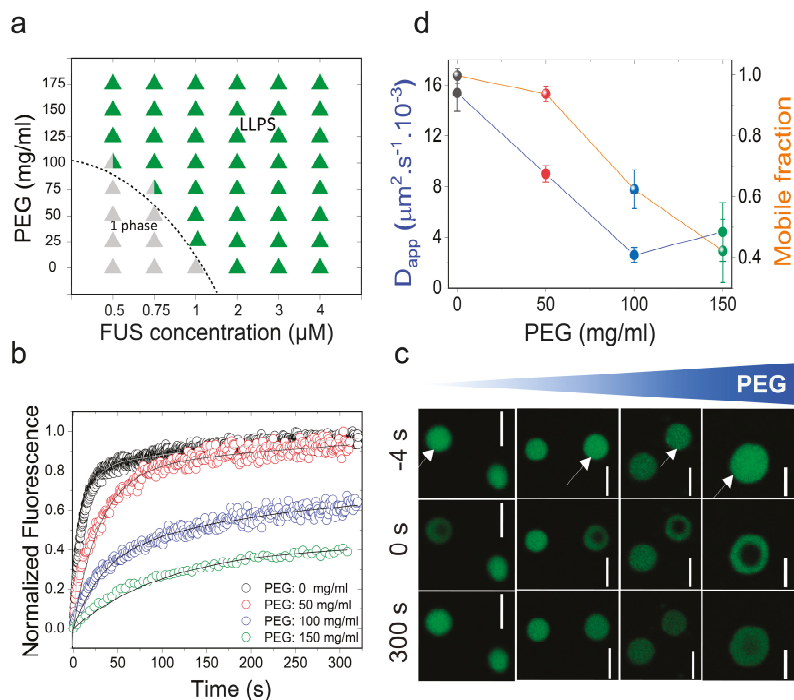 a
PEG (mg/ml)
175
150
125
100
75
50
25
0
LLPS
1 phase
0.5 0.75 1 2 3 4
FUS concentration (µM)
d
D_app (µm².s⁻¹.10⁻³)
16
12
8
4
0
1.0
0.8
0.6
0.4
Mobile fraction
0 50 100 150
PEG (mg/ml)
b
Normalized Fluorescence
1.0
0.8
0.6
0.4
0.2
0.0
PEG: 0 mg/ml
PEG: 50 mg/ml
PEG: 100 mg/ml
PEG: 150 mg/ml
0 50 100 150 200 250 300
Time (s)
c
PEG
-4 s
0 s
300 s